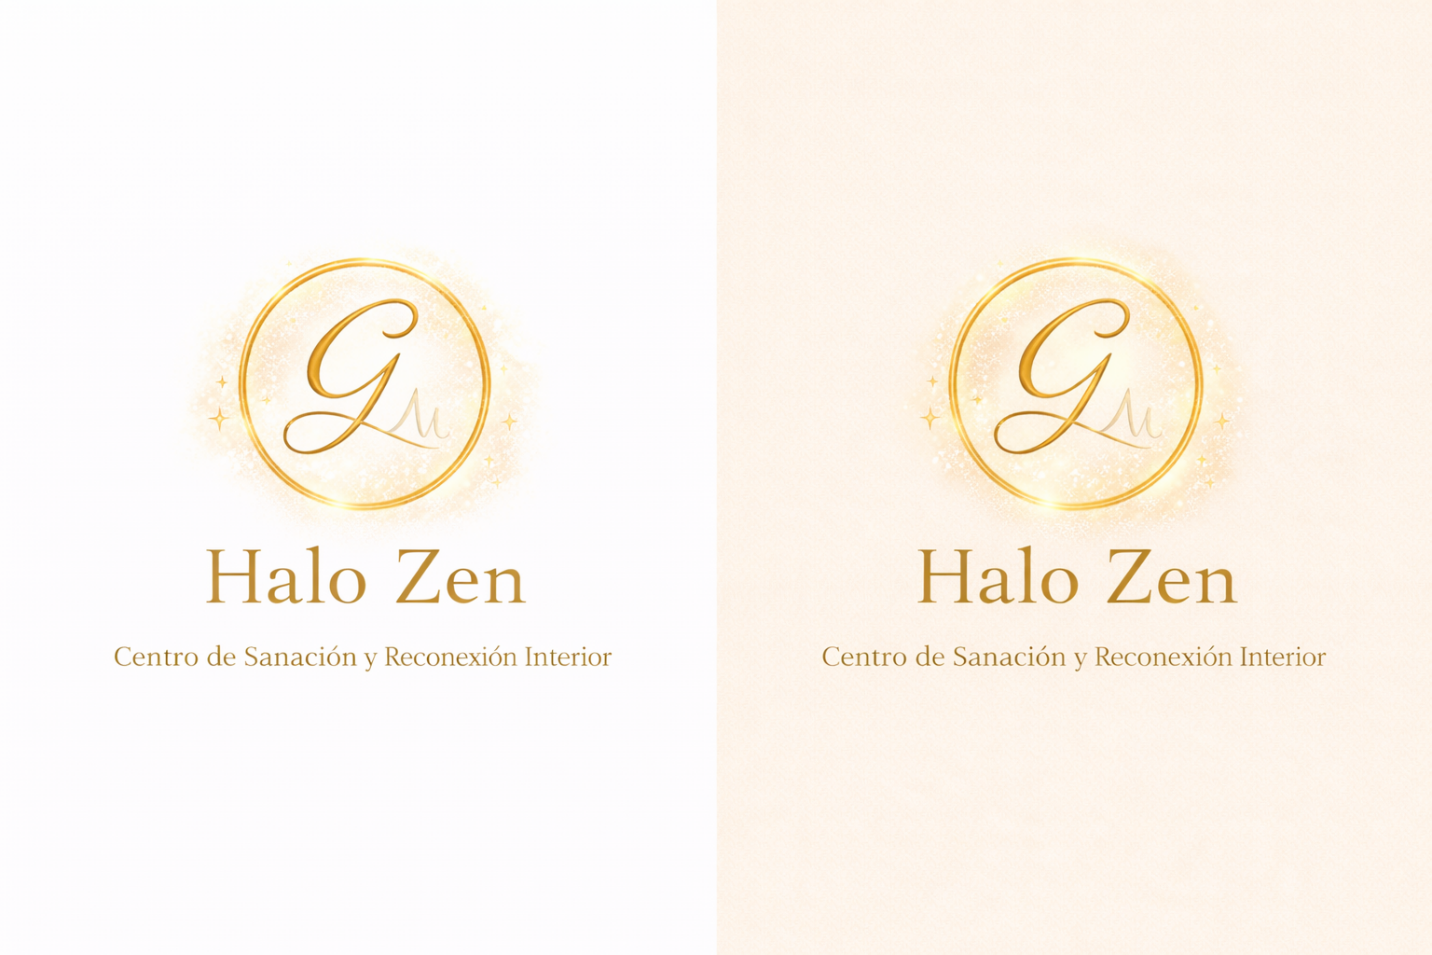 G M
Halo Zen
Centro de Sanación y Reconexión Interior
G M
Halo Zen
Centro de Sanación y Reconexión Interior